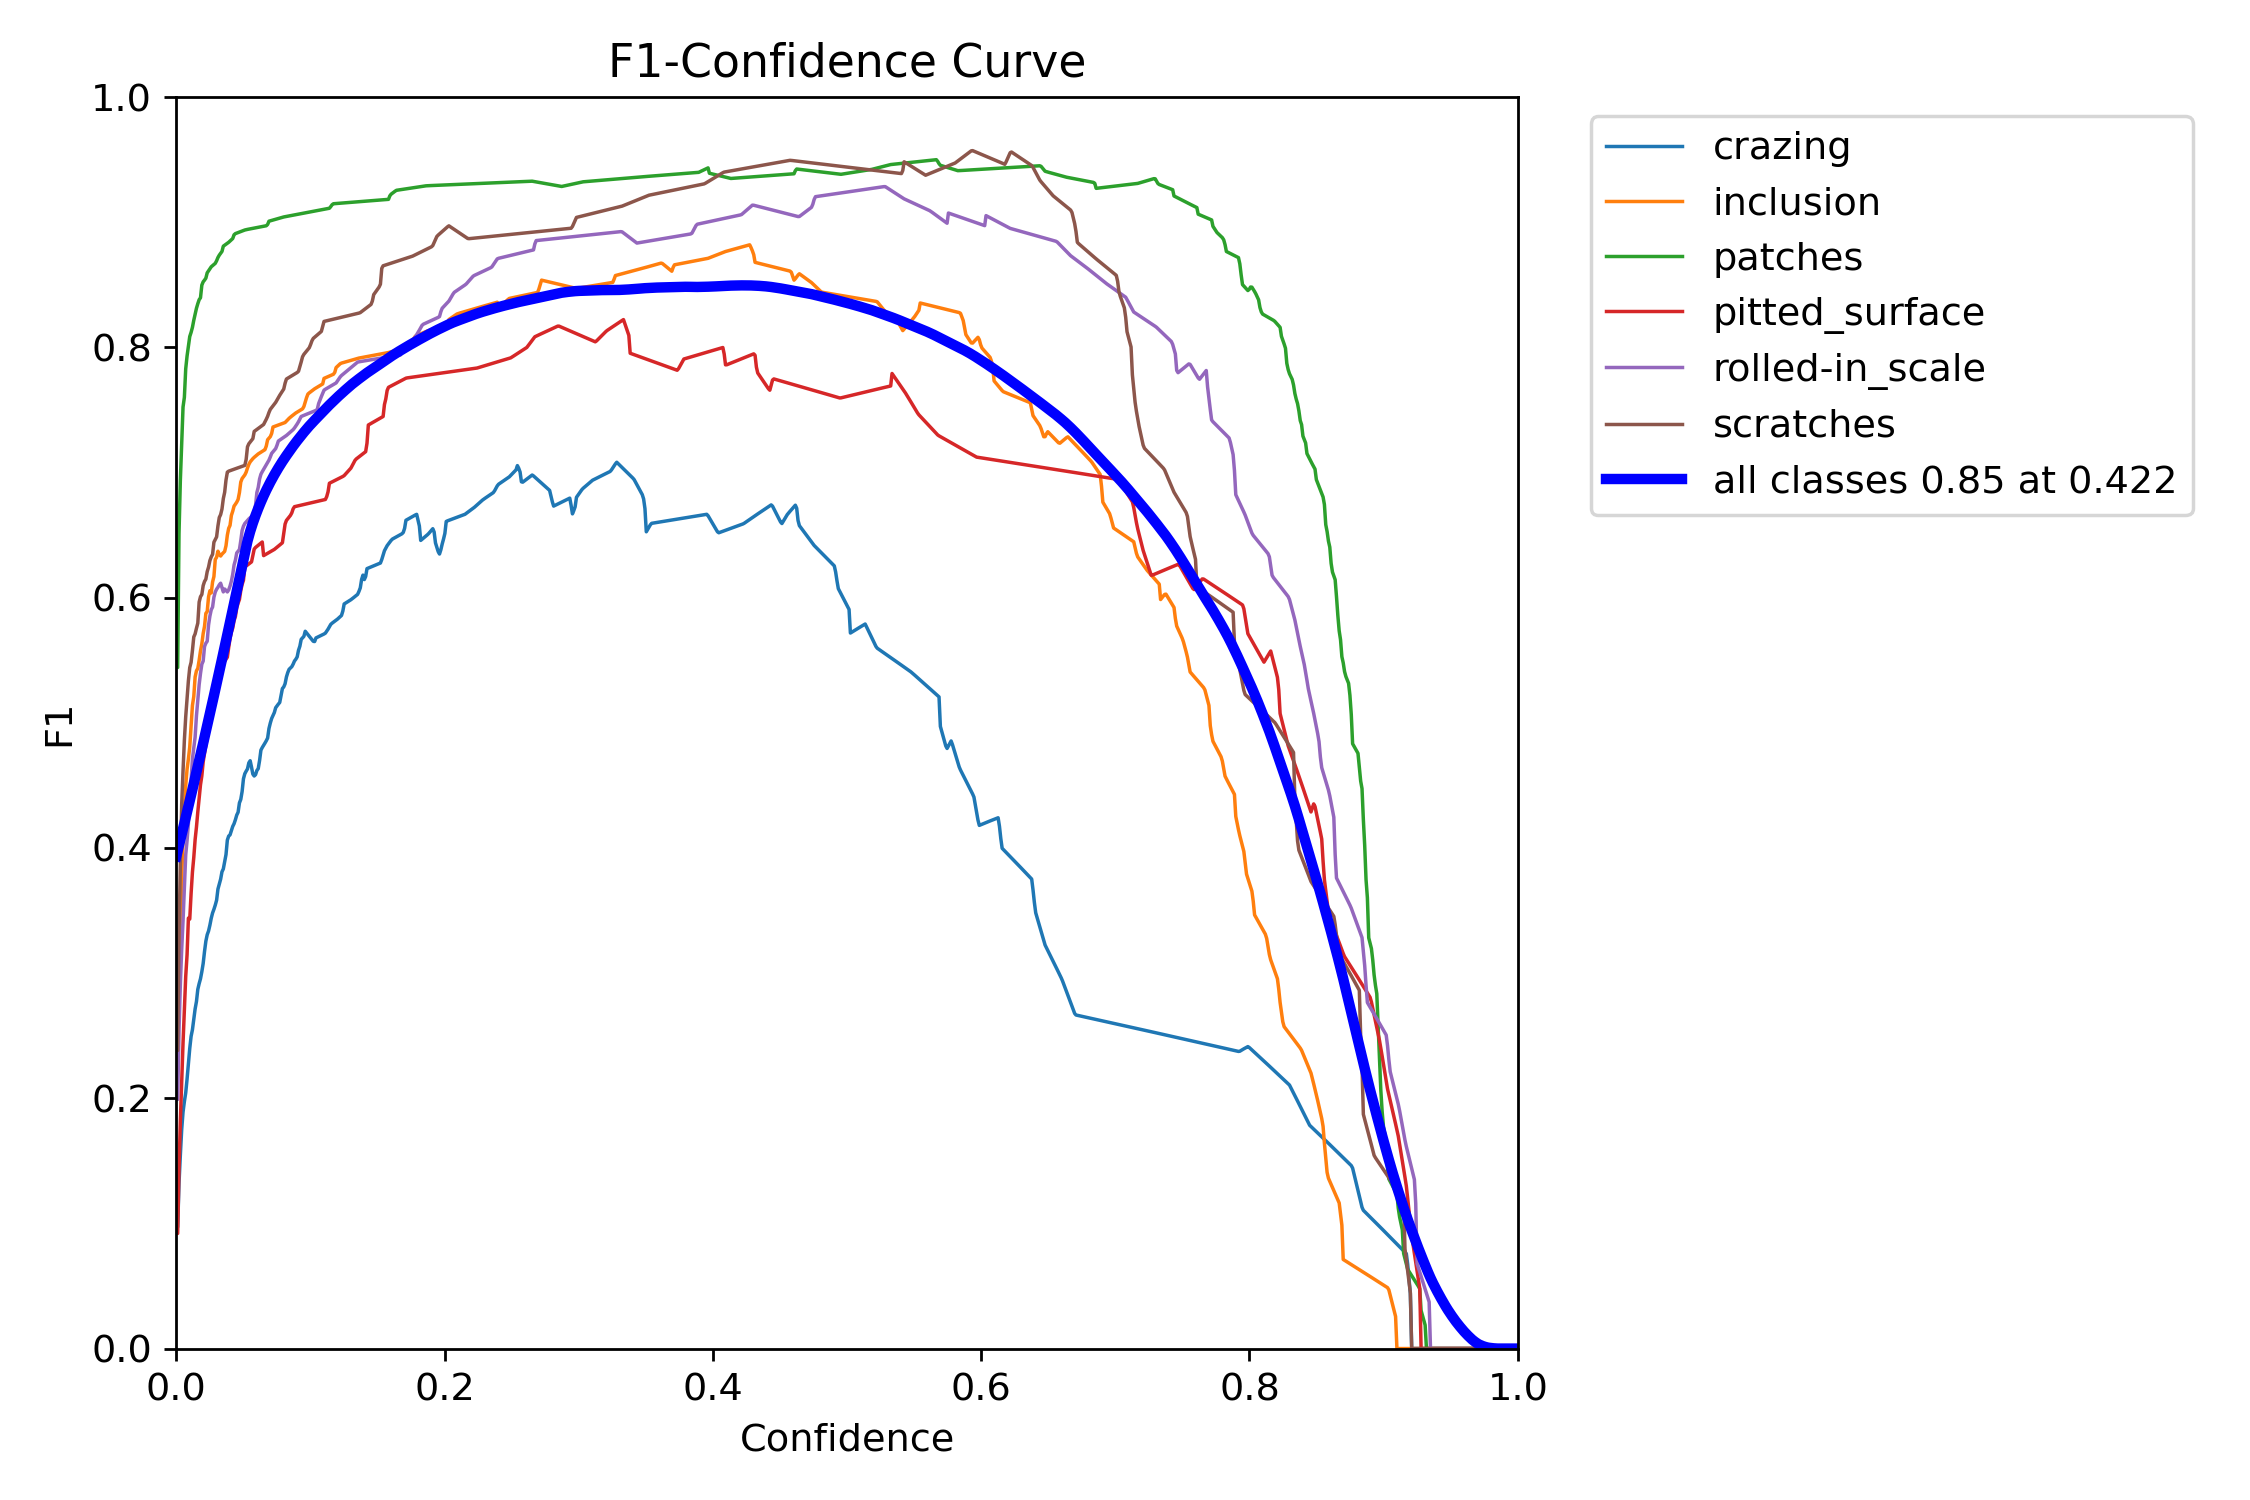 F1-Confidence Curve
1.0
0.8
0.6
0.4
0.2
0.0
F1
0.0 0.2 0.4 0.6 0.8 1.0
Confidence
crazing
inclusion
patches
pitted_surface
rolled-in_scale
scratches
all classes 0.85 at 0.422